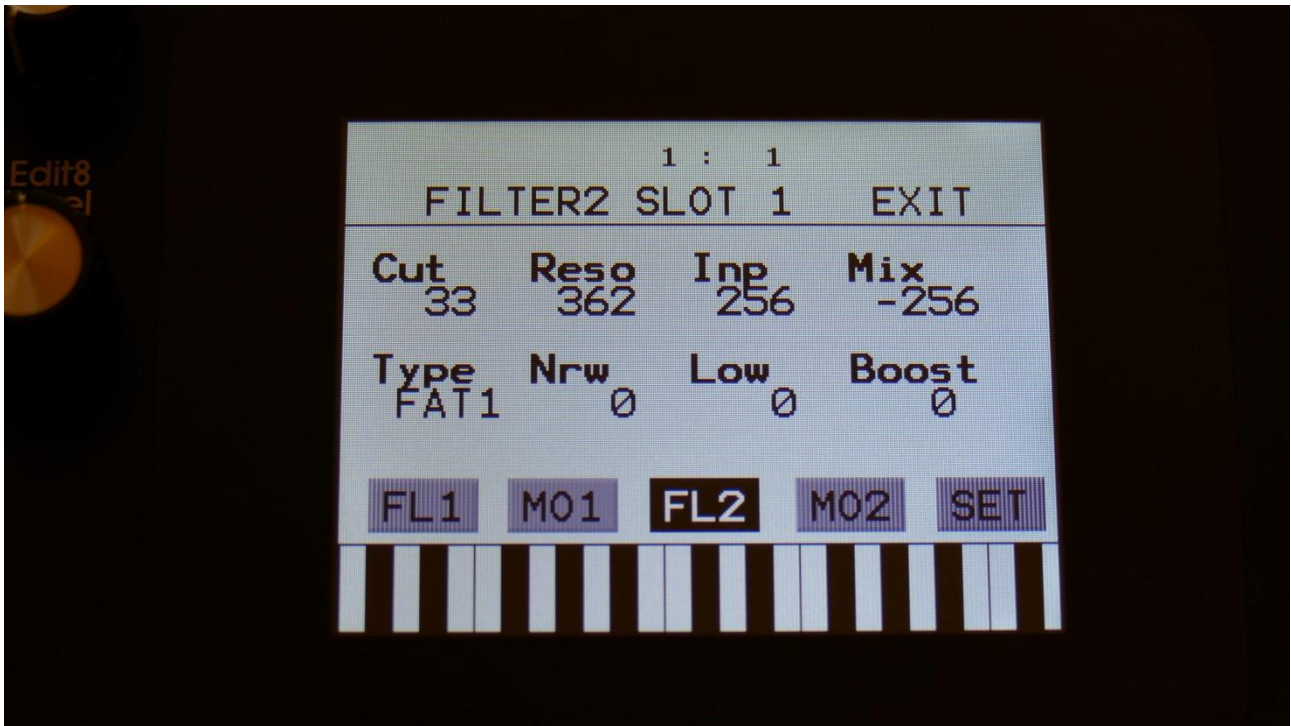 Edit8
el
1 : 1
FILTER2 SLOT 1 EXIT
Cut Reso Inp Mix
33 362 256 -256
Type Nrw Low Boost
FAT1 0 0 0
FL1 MO1 FL2 MO2 SET